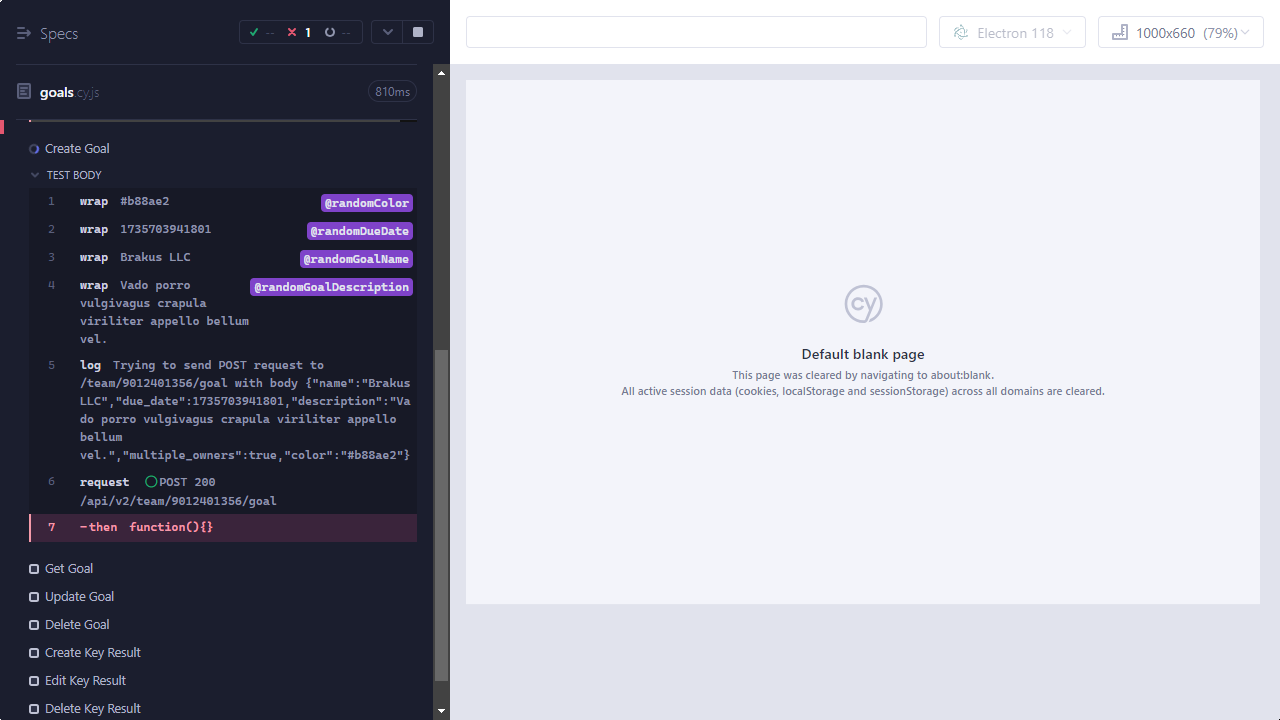 Specs
--
1
--
goals.cy.js
810ms
Create Goal
TEST BODY
1 wrap #b88ae2 @randomColor
2 wrap 1735703941801 @randomDueDate
3 wrap Brakus LLC @randomGoalName
4 wrap Vado porro @randomGoalDescription
vulgivagus crapula
viriliter appello bellum
vel.
5 log Trying to send POST request to
/team/9012401356/goal with body {"name":"Brakus
LLC","due_date":1735703941801,"description":"Va
do porro vulgivagus crapula viriliter appello
bellum
vel.","multiple_owners":true,"color":"#b88ae2"}
6 request POST 200
/api/v2/team/9012401356/goal
7 -then function(){}
Get Goal
Update Goal
Delete Goal
Create Key Result
Edit Key Result
Delete Key Result
Electron 118
1000x660 (79%)
cy
Default blank page
This page was cleared by navigating to about:blank.
All active session data (cookies, localStorage and sessionStorage) across all domains are cleared.